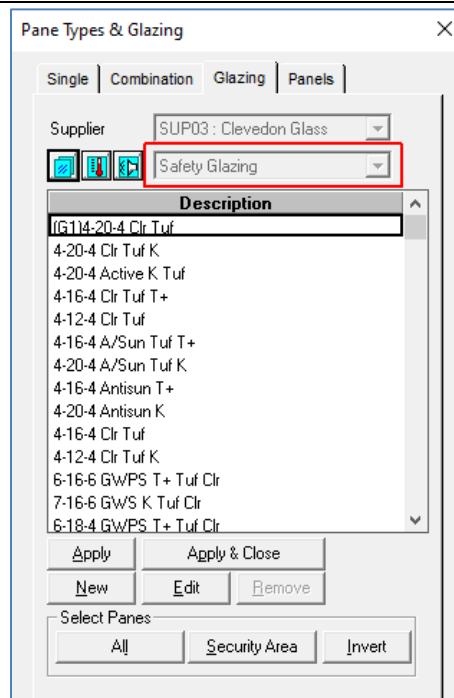 Pane Types & Glazing
Single Combination Glazing Panels
Supplier SUP03 : Clevedon Glass
Safety Glazing
Description
(G1)4-20-4 Clr Tuf
4-20-4 Clr Tuf K
4-20-4 Active K Tuf
4-16-4 Clr Tuf T+
4-12-4 Clr Tuf
4-16-4 A/Sun Tuf T+
4-20-4 A/Sun Tuf K
4-16-4 Antisun T+
4-20-4 Antisun K
4-16-4 Clr Tuf
4-12-4 Clr Tuf K
6-16-6 GWPS T+ Tuf Clr
7-16-6 GWS K Tuf Clr
6-18-4 GWPS T+ Tuf Clr
Apply Apply & Close
New Edit Remove
Select Panes
All Security Area Invert